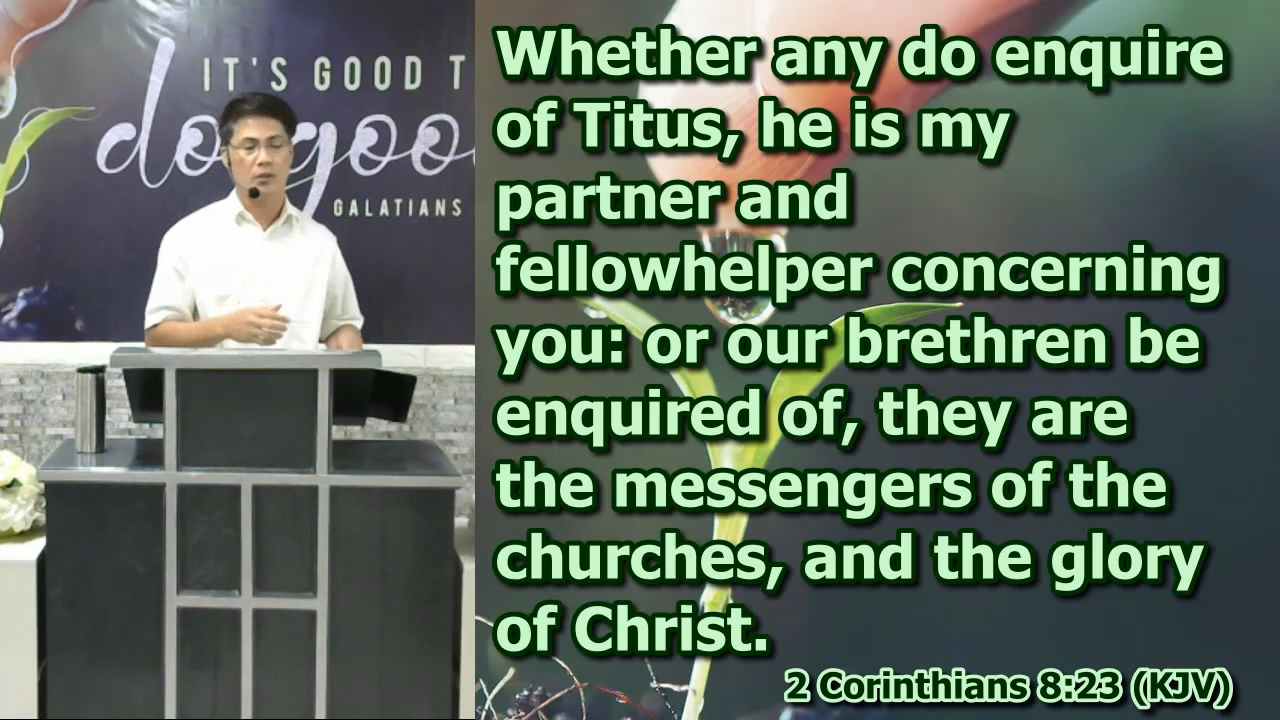 IT'S GOOD T
do goo
GALATIANS
Whether any do enquire
of Titus, he is my
partner and
fellowhelper concerning
you: or our brethren be
enquired of, they are
the messengers of the
churches, and the glory
of Christ.
2 Corinthians 8:23 (KJV)